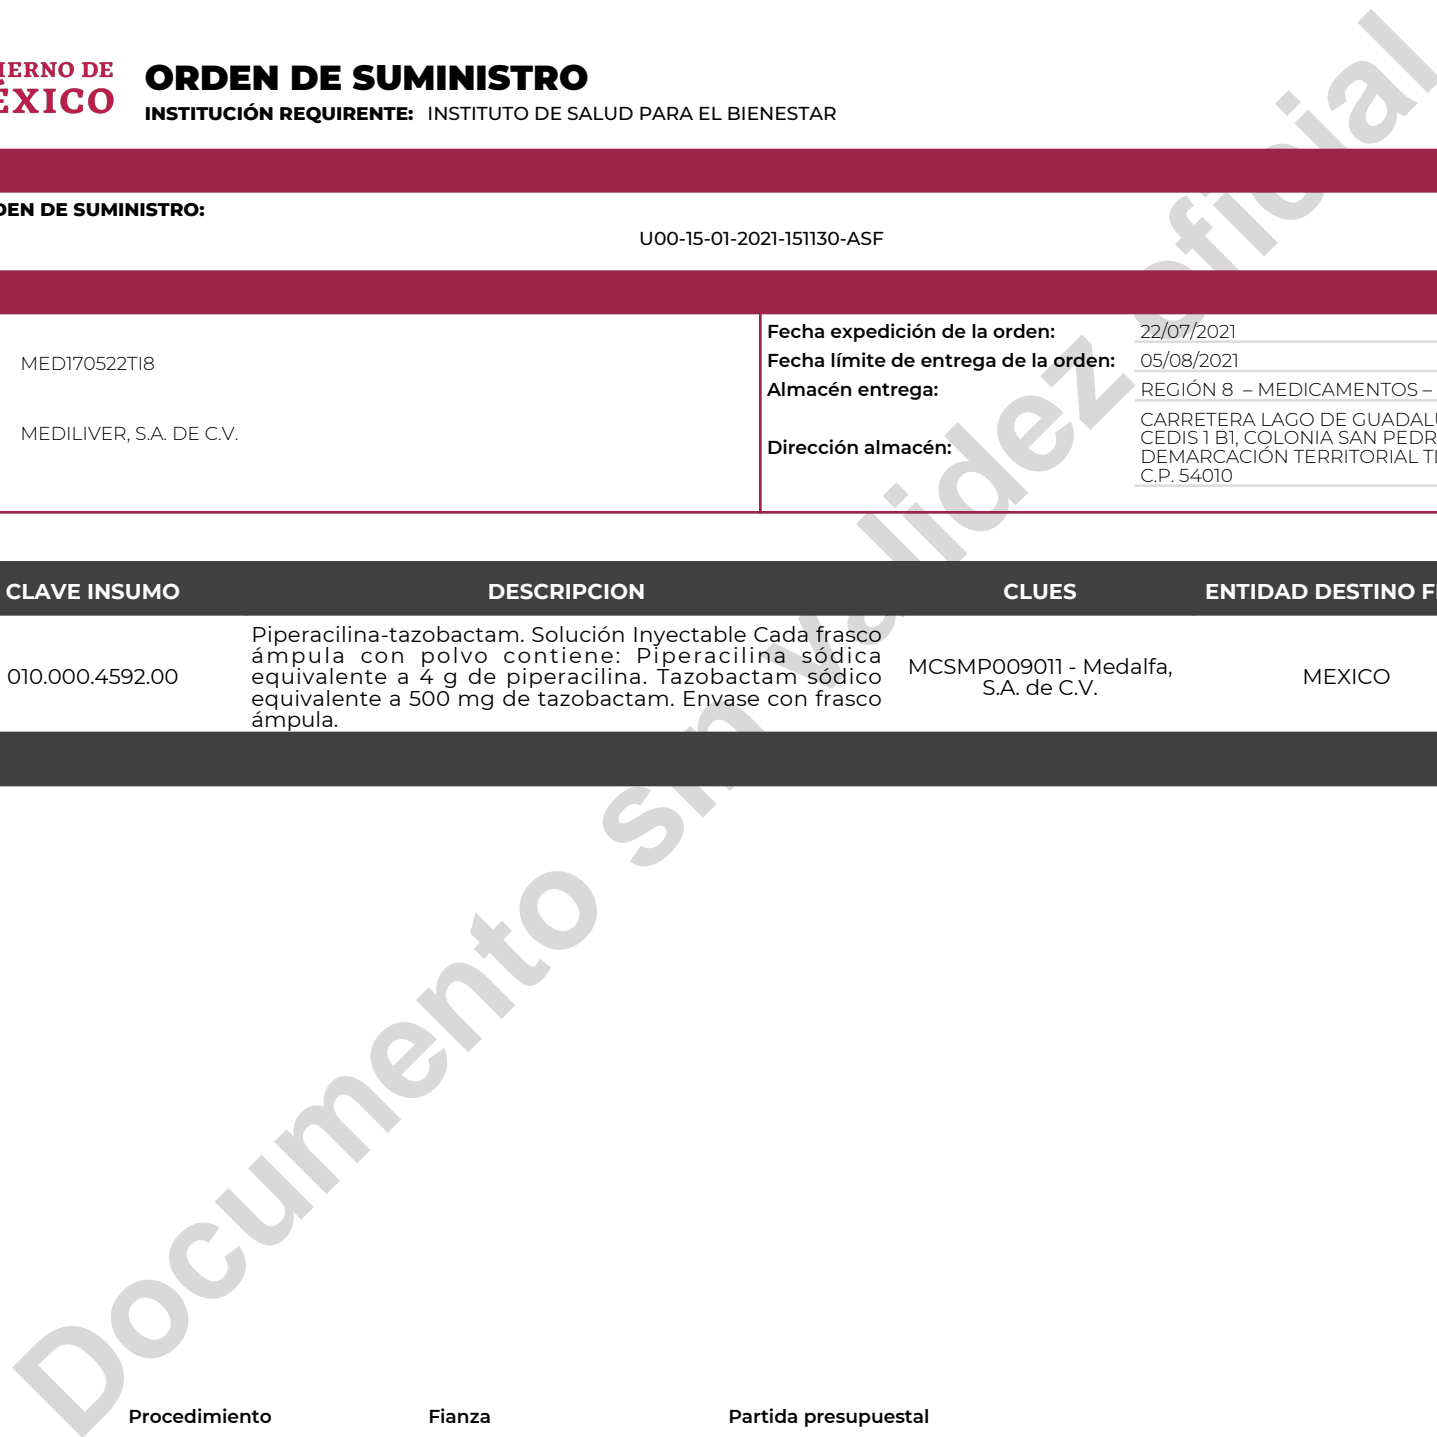 IERNO DE
ÉXICO
ORDEN DE SUMINISTRO
INSTITUCIÓN REQUIRENTE: INSTITUTO DE SALUD PARA EL BIENESTAR
DEN DE SUMINISTRO:
U00-15-01-2021-151130-ASF
MED170522TI8
MEDILIVER, S.A. DE C.V.
Fecha expedición de la orden: 22/07/2021
Fecha límite de entrega de la orden: 05/08/2021
Almacén entrega: REGIÓN 8 – MEDICAMENTOS –
Dirección almacén:
CARRETERA LAGO DE GUADALU
CEDIS 1 B1, COLONIA SAN PEDR
DEMARCACIÓN TERRITORIAL TL
C.P. 54010
CLAVE INSUMO DESCRIPCION CLUES ENTIDAD DESTINO F
010.000.4592.00
Piperacilina-tazobactam. Solución Inyectable Cada frasco
ámpula con polvo contiene: Piperacilina sódica
equivalente a 4 g de piperacilina. Tazobactam sódico
equivalente a 500 mg de tazobactam. Envase con frasco
ámpula.
MCSMP009011 - Medalfa,
S.A. de C.V.
MEXICO
Documento sin validez oficial
Procedimiento Fianza Partida presupuestal